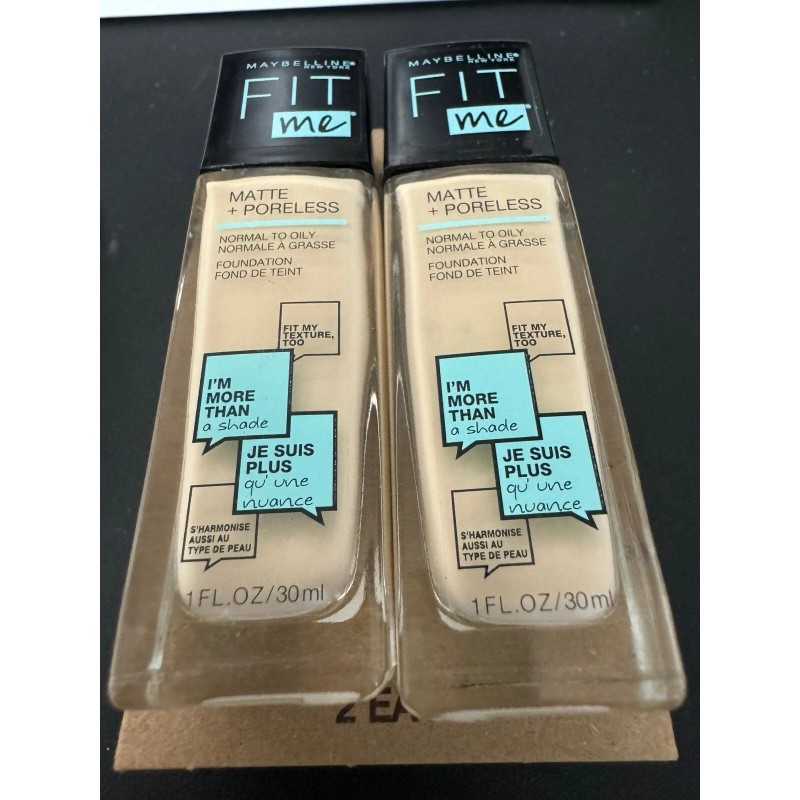 MAYBELLINE®
NEW YORK
FIT
me®
MATTE
+ PORELESS
NORMAL TO OILY
NORMALE À GRASSE
FOUNDATION
FOND DE TEINT
FIT MY
TEXTURE,
TOO
I'M
MORE
THAN
a shade
JE SUIS
PLUS
qu'une
nuance
S'HARMONISE
AUSSI AU
TYPE DE PEAU
1 FL.OZ/30ml
MAYBELLINE®
NEW YORK
FIT
me®
MATTE
+ PORELESS
NORMAL TO OILY
NORMALE À GRASSE
FOUNDATION
FOND DE TEINT
FIT MY
TEXTURE,
TOO
I'M
MORE
THAN
a shade
JE SUIS
PLUS
qu'une
nuance
S'HARMONISE
AUSSI AU
TYPE DE PEAU
1 FL.OZ/30ml
2 EA